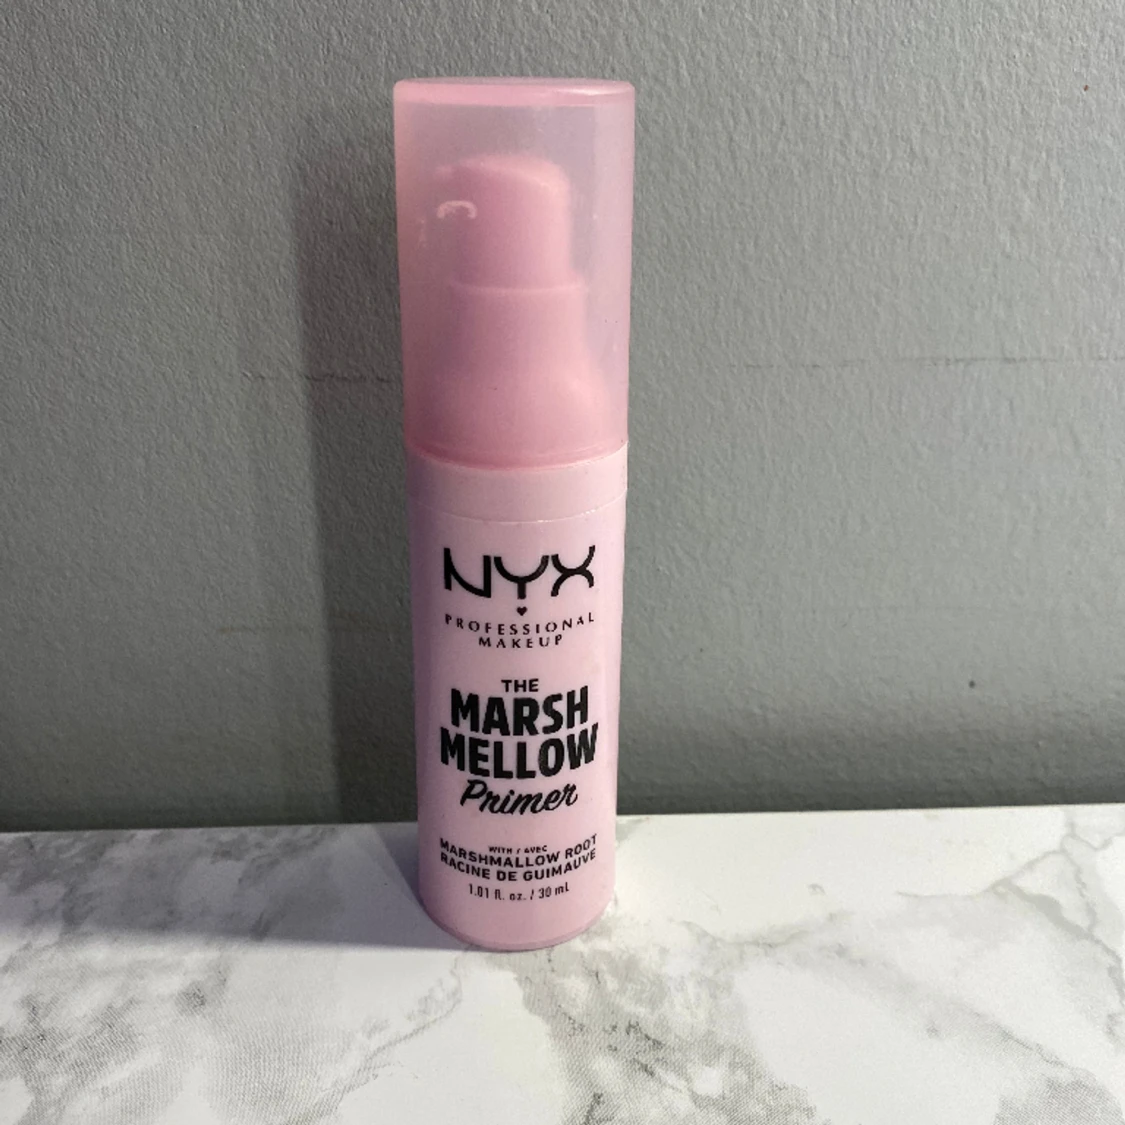 NYX
PROFESSIONAL
MAKEUP
THE
MARSH
MELLOW
Primer
WITH / AVEC
MARSHMALLOW ROOT
RACINE DE GUIMAUVE
1.01 fl. oz. / 30 mL